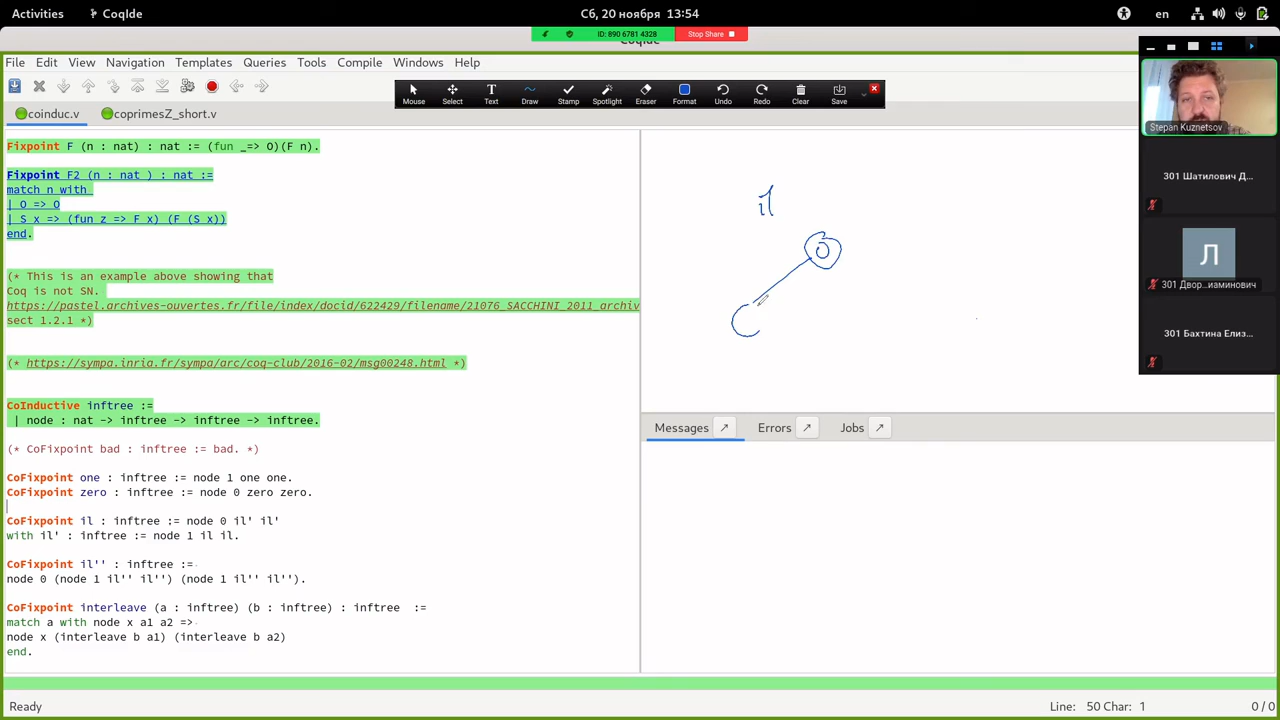 Activities
CoqIde
Сб, 20 ноября 13:54
en
ID: 890 6781 4328
Stop Share
File Edit View Navigation Templates Queries Tools Compile Windows Help
Mouse Select Text Draw Stamp Spotlight Eraser Format Undo Redo Clear Save
coinduc.v
coprimesZ_short.v
Fixpoint F (n : nat) : nat := (fun _=> O)(F n).
Fixpoint F2 (n : nat ) : nat :=
match n with
| O => O
| S x => (fun z => F x) (F (S x))
end.
(* This is an example above showing that
Coq is not SN.
https://pastel.archives-ouvertes.fr/file/index/docid/622429/filename/21076_SACCHINI_2011_archiv
sect 1.2.1 *)
(* https://sympa.inria.fr/sympa/arc/coq-club/2016-02/msg00248.html *)
CoInductive inftree :=
| node : nat -> inftree -> inftree -> inftree.
(* CoFixpoint bad : inftree := bad. *)
CoFixpoint one : inftree := node 1 one one.
CoFixpoint zero : inftree := node 0 zero zero.
CoFixpoint il : inftree := node 0 il' il'
with il' : inftree := node 1 il il.
CoFixpoint il'' : inftree :=
node 0 (node 1 il'' il'') (node 1 il'' il'').
CoFixpoint interleave (a : inftree) (b : inftree) : inftree :=
match a with node x a1 a2 =>
node x (interleave b a1) (interleave b a2)
end.
il
0
Messages
Errors
Jobs
Stepan Kuznetsov
301 Шатилович Д...
Л
301 Двор...иаминович
301 Бахтина Елиз...
Ready
Line: 50 Char: 1
0 / 0